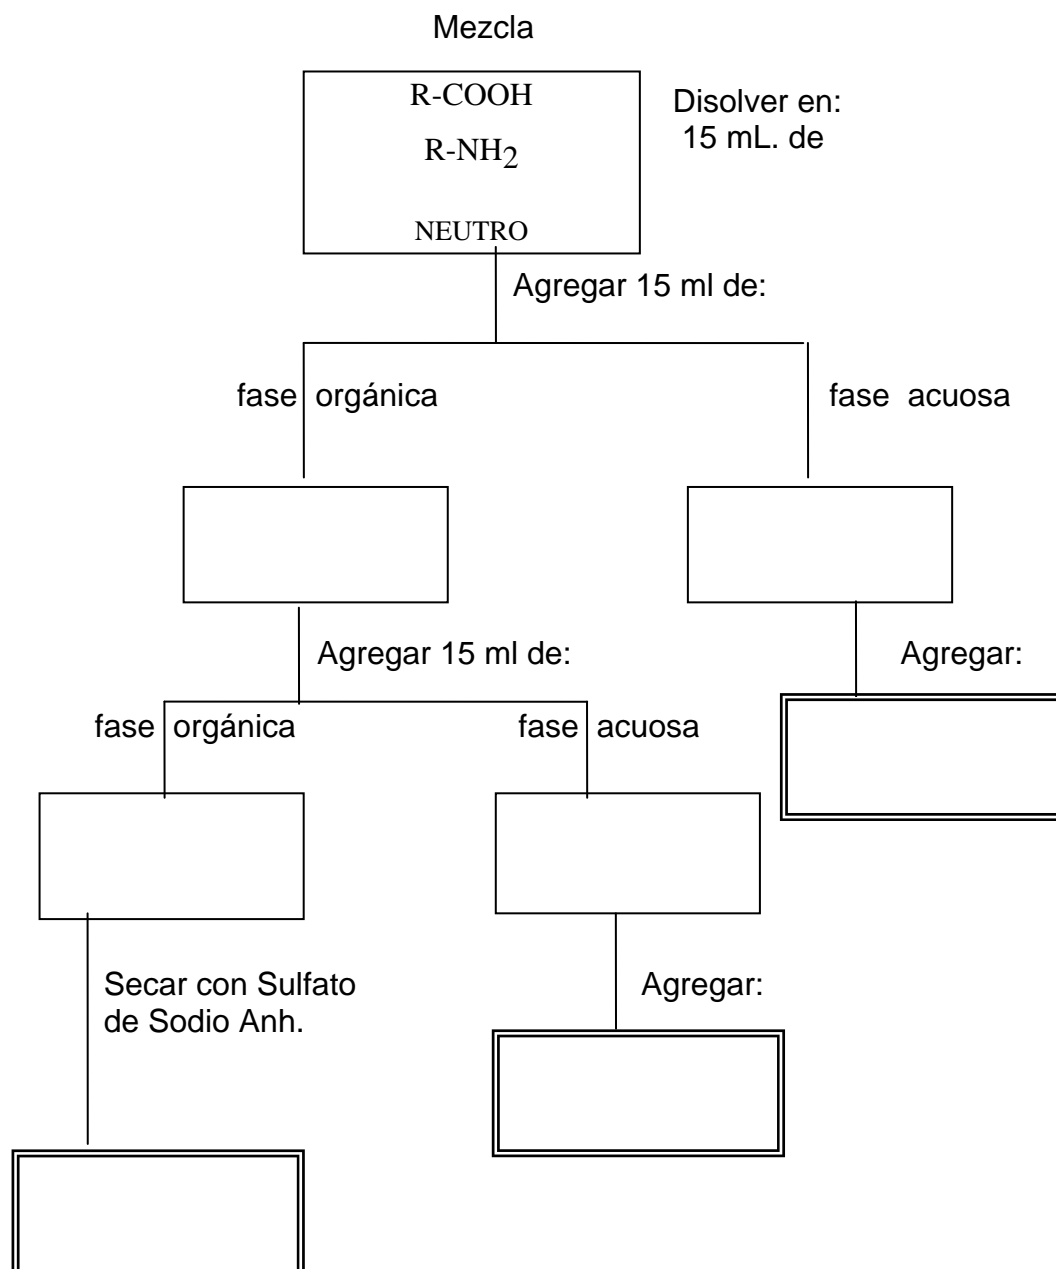 Mezcla
R-COOH
R-NH2
NEUTRO
Disolver en:
15 mL. de
Agregar 15 ml de:
fase orgánica
fase acuosa
Agregar 15 ml de:
Agregar:
fase orgánica
fase acuosa
Secar con Sulfato
de Sodio Anh.
Agregar: